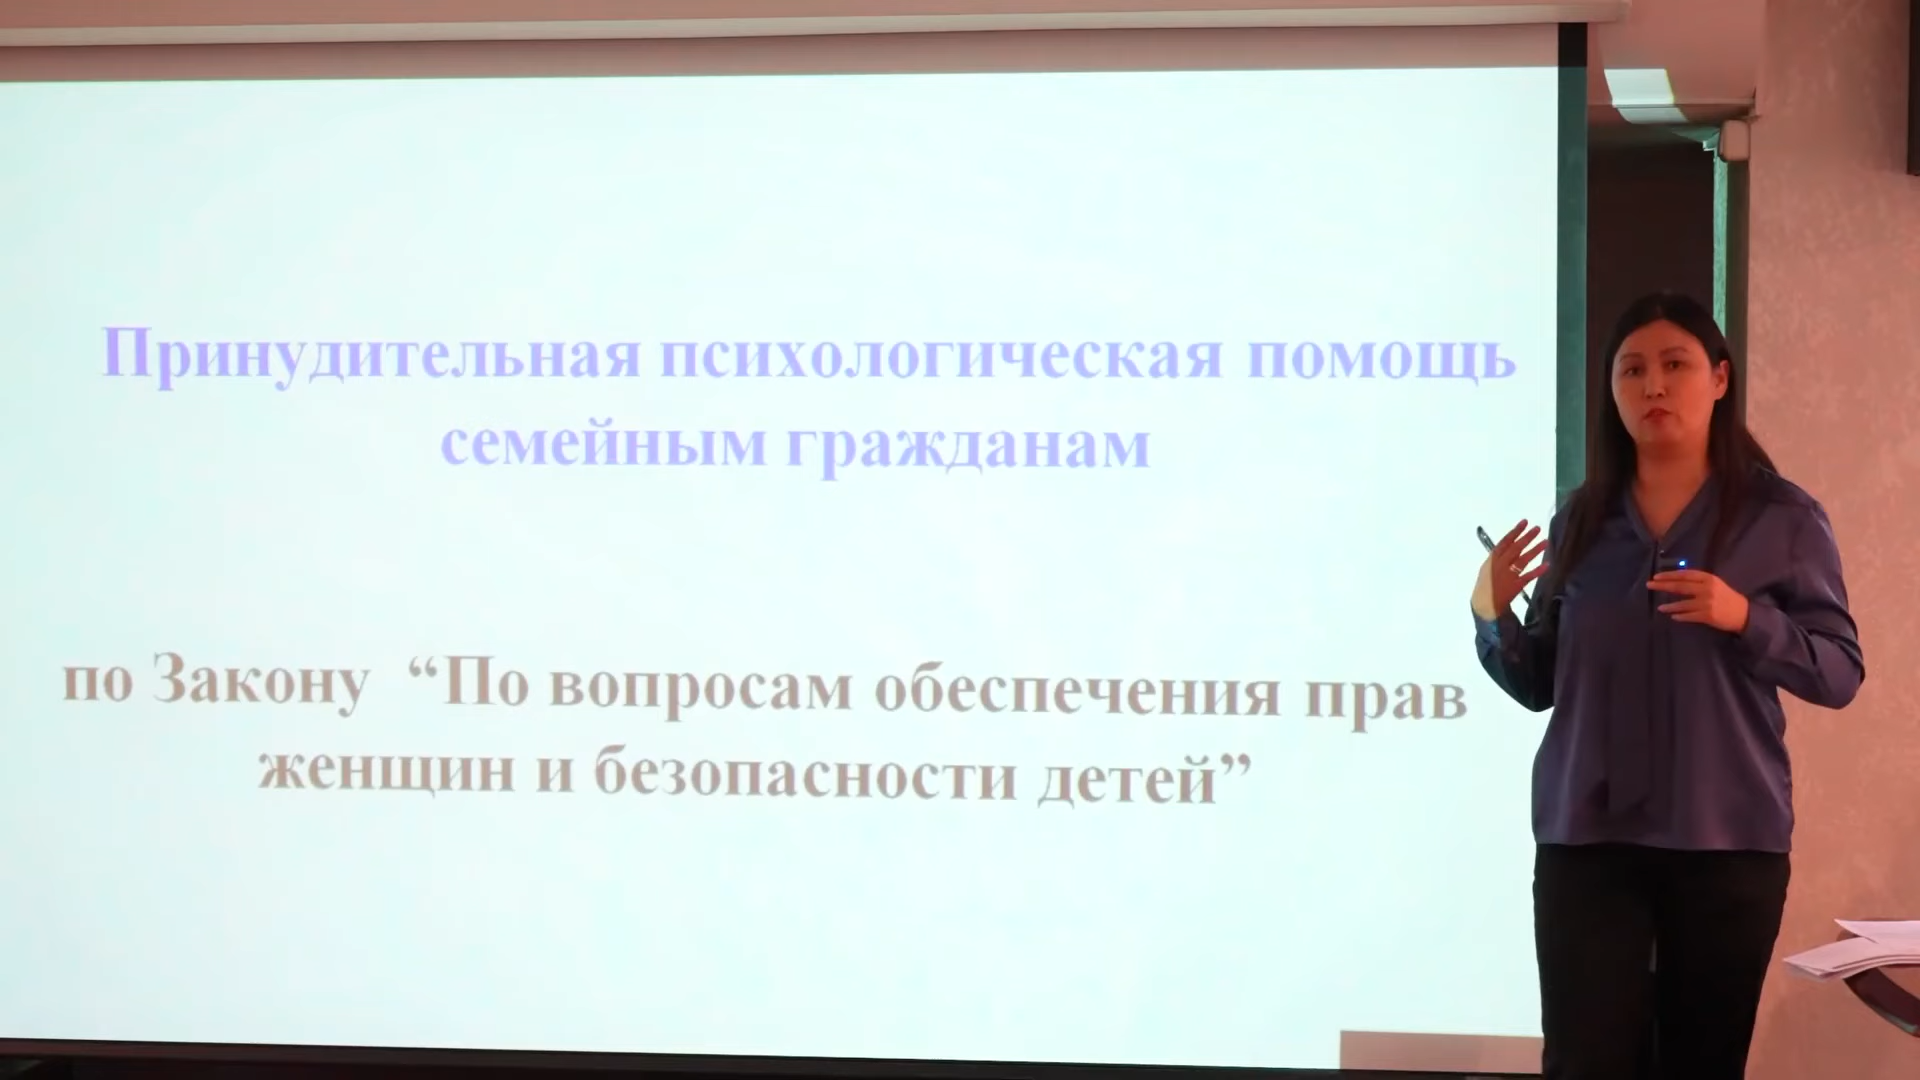 Принудительная психологическая помощь
семейным гражданам
по Закону “По вопросам обеспечения прав
женщин и безопасности детей”